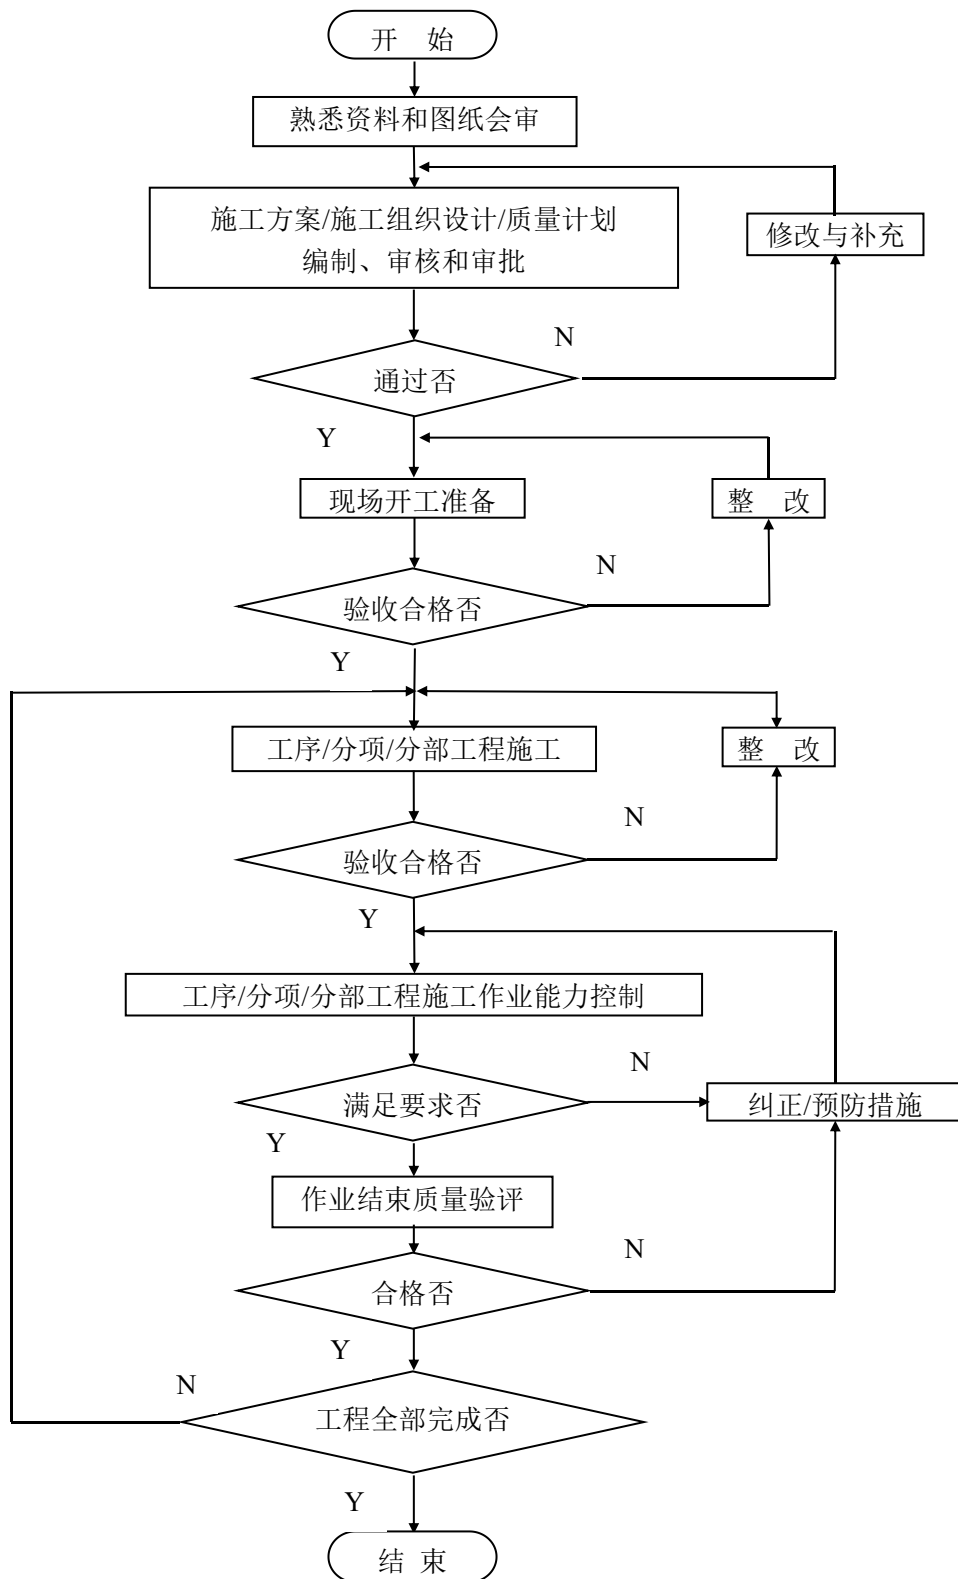 开 始
熟悉资料和图纸会审
施工方案/施工组织设计/质量计划
编制、审核和审批
修改与补充
N
通过否
Y
现场开工准备
整 改
N
验收合格否
Y
工序/分项/分部工程施工
整 改
N
验收合格否
Y
工序/分项/分部工程施工作业能力控制
N
满足要求否
纠正/预防措施
Y
作业结束质量验评
N
合格否
Y
N
工程全部完成否
Y
结 束